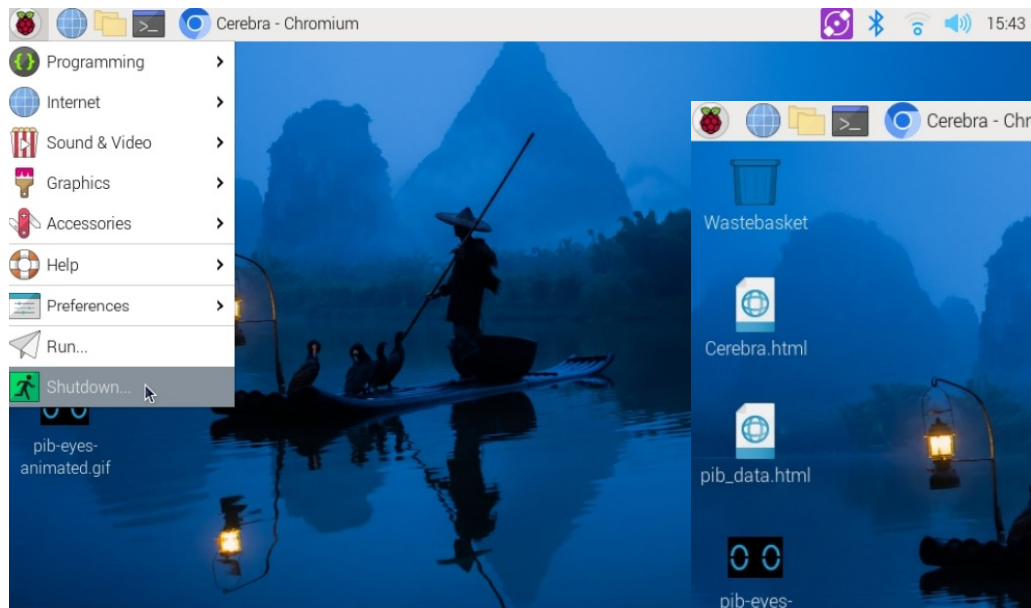 Cerebra - Chromium
15:43
Programming
Internet
Sound & Video
Graphics
Accessories
Help
Preferences
Run...
Shutdown...
pib-eyes-
animated.gif
Cerebra - Chr
Wastebasket
Cerebra.html
pib_data.html
pib-eyes-